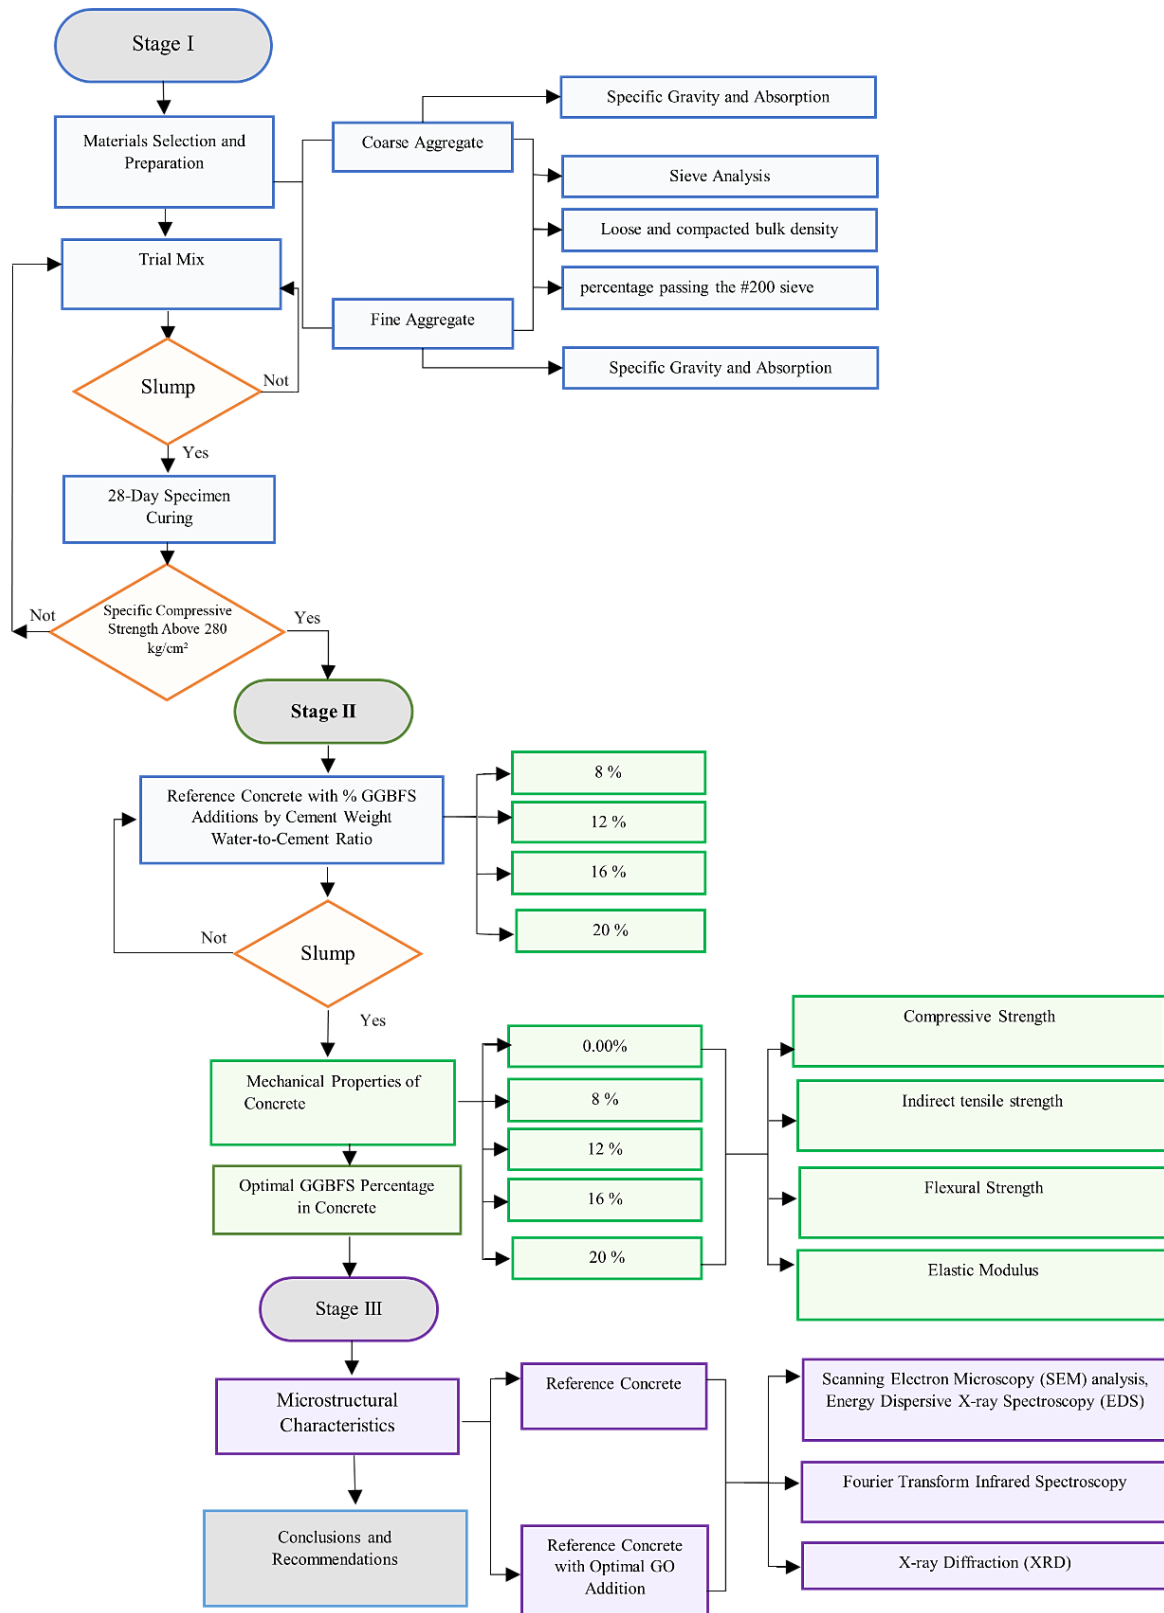 Stage I
Materials Selection and
Preparation
Coarse Aggregate
Fine Aggregate
Specific Gravity and Absorption
Sieve Analysis
Loose and compacted bulk density
percentage passing the #200 sieve
Specific Gravity and Absorption
Trial Mix
Slump
Not
Yes
28-Day Specimen
Curing
Specific Compressive
Strength Above 280
kg/cm²
Not
Yes
Stage II
Reference Concrete with % GGBFS
Additions by Cement Weight
Water-to-Cement Ratio
8 %
12 %
16 %
20 %
Slump
Not
Yes
Mechanical Properties of
Concrete
0.00%
8 %
12 %
16 %
20 %
Compressive Strength
Indirect tensile strength
Flexural Strength
Elastic Modulus
Optimal GGBFS Percentage
in Concrete
Stage III
Microstructural
Characteristics
Reference Concrete
Reference Concrete
with Optimal GO
Addition
Scanning Electron Microscopy (SEM) analysis,
Energy Dispersive X-ray Spectroscopy (EDS)
Fourier Transform Infrared Spectroscopy
X-ray Diffraction (XRD)
Conclusions and
Recommendations